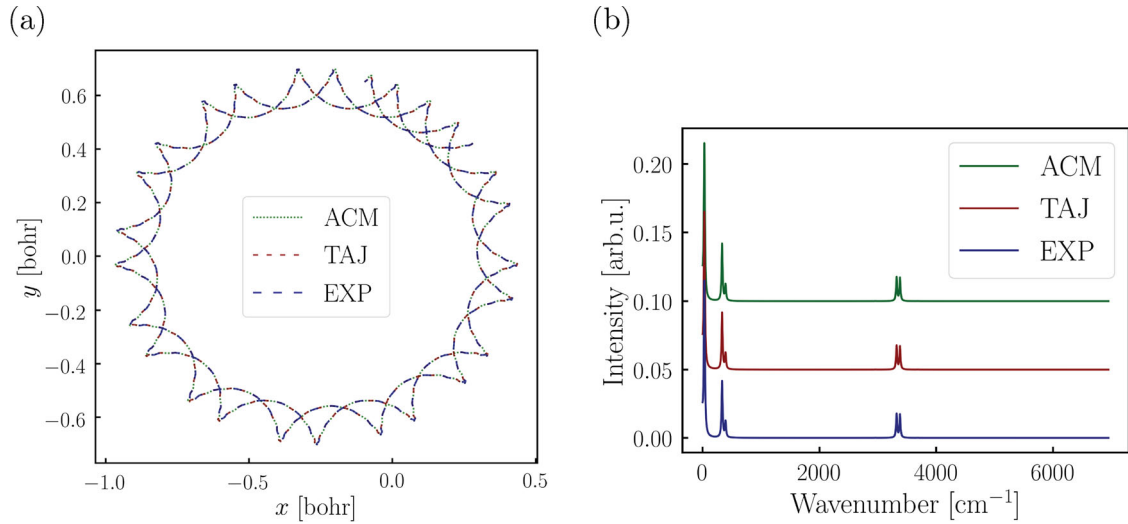 (a)
(b)
0.6
0.4
0.2
0.0
−0.2
−0.4
−0.6
y [bohr]
ACM
TAJ
EXP
−1.0
−0.5
0.0
0.5
x [bohr]
0.20
0.15
0.10
0.05
0.00
Intensity [arb.u.]
ACM
TAJ
EXP
0
2000
4000
6000
Wavenumber [cm⁻¹]